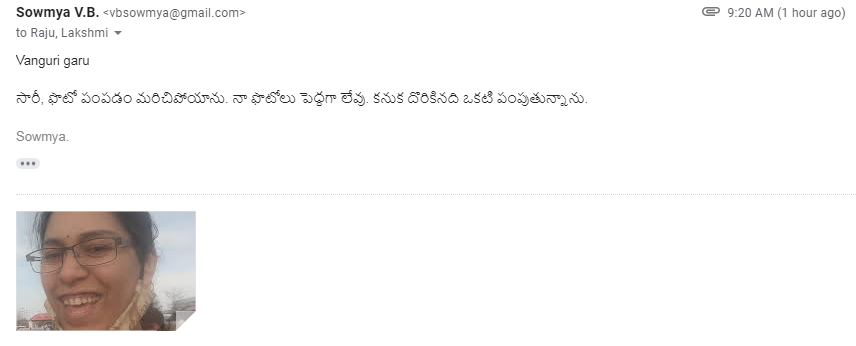 Sowmya V.B. <vbsowmya@gmail.com> 9:20 AM (1 hour ago)
to Raju, Lakshmi
Vanguri garu
సారీ, ఫొటో పంపడం మరిచిపోయాను. నా ఫొటోలు పెద్దగా లేవు. కనుక దొరికినది ఒకటి పంపుతున్నాను.
Sowmya.